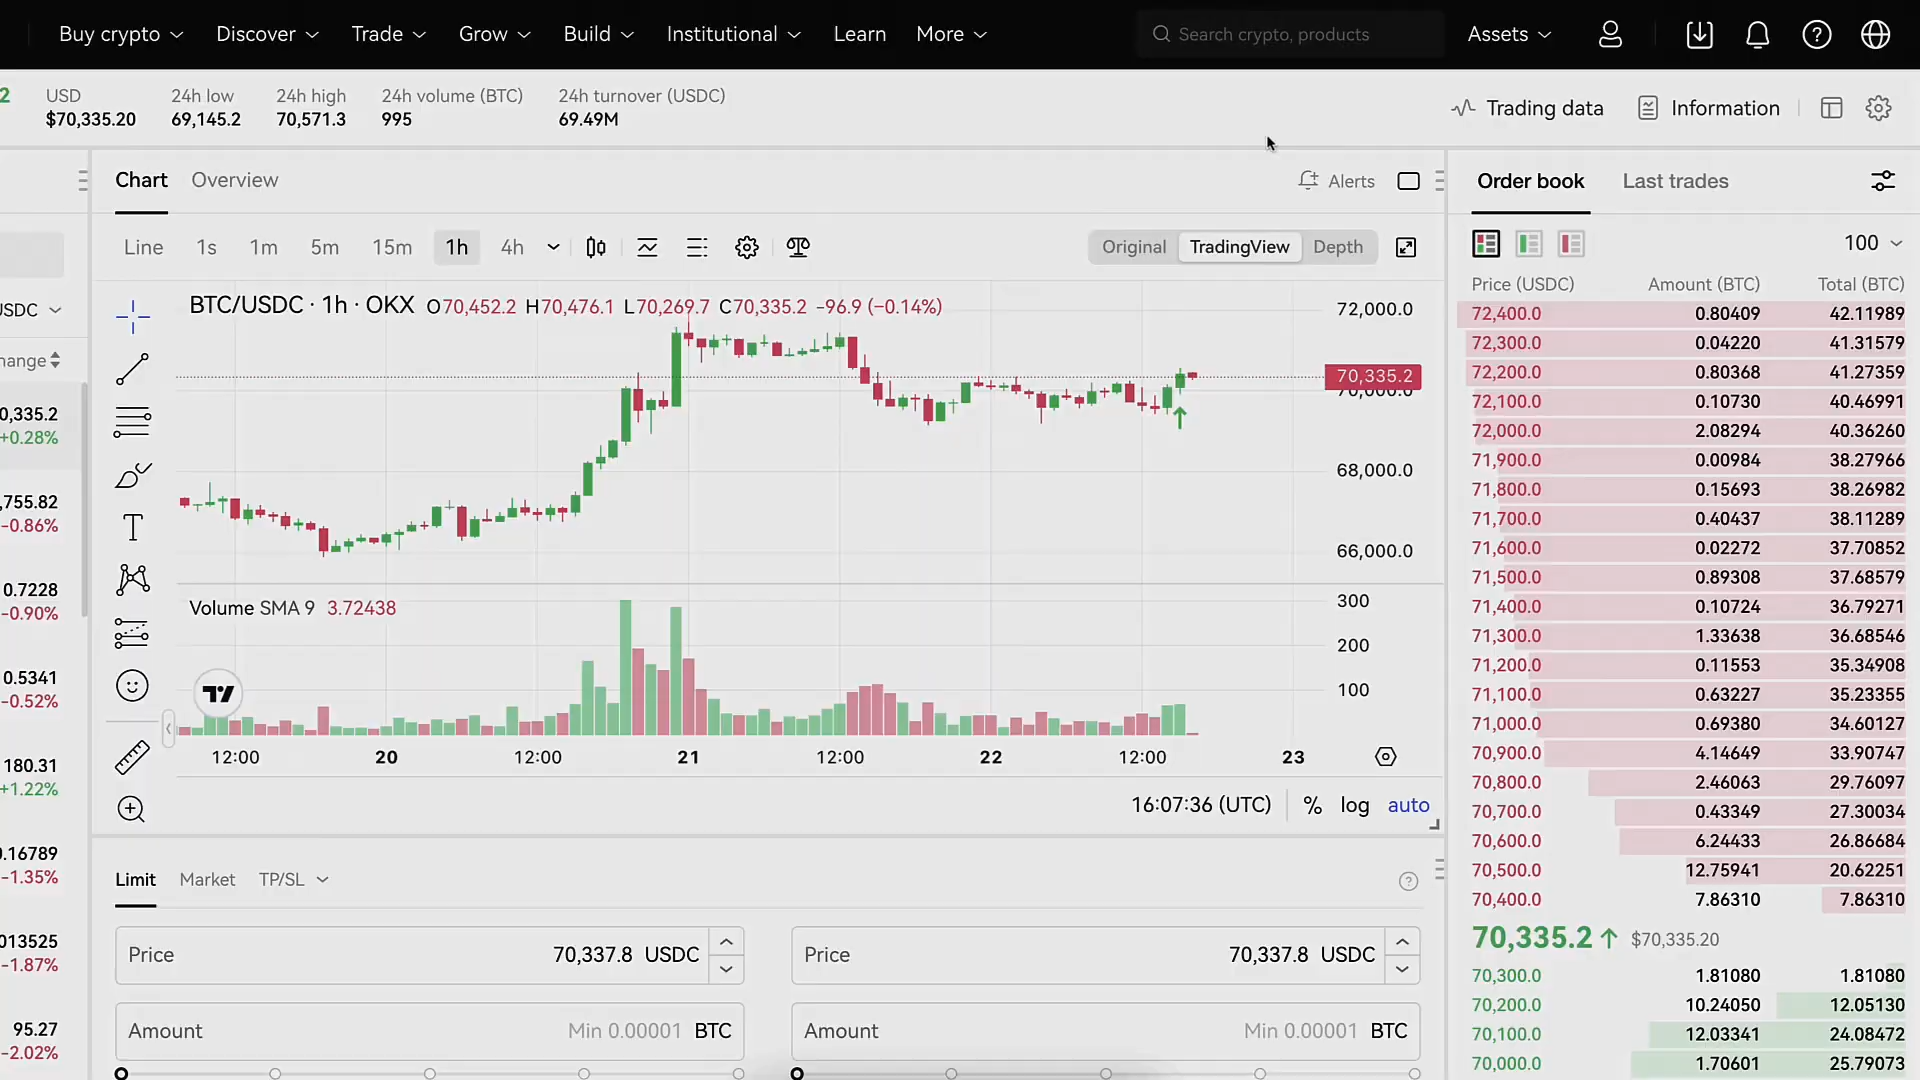 Buy crypto Discover Trade Grow Build Institutional Learn More Search crypto, products Assets
2 USD 24h low 24h high 24h volume (BTC) 24h turnover (USDC)
$70,335.20 69,145.2 70,571.3 995 69.49M
Trading data Information
Chart Overview Alerts
Line 1s 1m 5m 15m 1h 4h Original TradingView Depth
BTC/USDC · 1h · OKX O70,452.2 H70,476.1 L70,269.7 C70,335.2 -96.9 (−0.14%)
72,000.0
70,335.2
70,000.0
68,000.0
66,000.0
Volume SMA 9 3.72438
300
200
100
12:00 20 12:00 21 12:00 22 12:00 23
16:07:36 (UTC) % log auto
SDC
hange
0,335.2
+0.28%
,755.82
-0.86%
0.7228
-0.90%
0.5341
-0.52%
180.31
+1.22%
0.16789
-1.35%
013525
-1.87%
95.27
-2.02%
Limit Market TP/SL
Price 70,337.8 USDC
Amount Min 0.00001 BTC
Price 70,337.8 USDC
Amount Min 0.00001 BTC
Order book Last trades
100
Price (USDC) Amount (BTC) Total (BTC)
72,400.0 0.80409 42.11989
72,300.0 0.04220 41.31579
72,200.0 0.80368 41.27359
72,100.0 0.10730 40.46991
72,000.0 2.08294 40.36260
71,900.0 0.00984 38.27966
71,800.0 0.15693 38.26982
71,700.0 0.40437 38.11289
71,600.0 0.02272 37.70852
71,500.0 0.89308 37.68579
71,400.0 0.10724 36.79271
71,300.0 1.33638 36.68546
71,200.0 0.11553 35.34908
71,100.0 0.63227 35.23355
71,000.0 0.69380 34.60127
70,900.0 4.14649 33.90747
70,800.0 2.46063 29.76097
70,700.0 0.43349 27.30034
70,600.0 6.24433 26.86684
70,500.0 12.75941 20.62251
70,400.0 7.86310 7.86310
70,335.2 $70,335.20
70,300.0 1.81080 1.81080
70,200.0 10.24050 12.05130
70,100.0 12.03341 24.08472
70,000.0 1.70601 25.79073